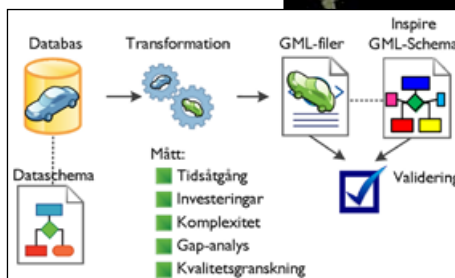 Databas
Transformation
GML-filer
Inspire
GML-Schema
Dataschema
Mått:
Tidsåtgång
Investeringar
Komplexitet
Gap-analys
Kvalitetsgranskning
Validering